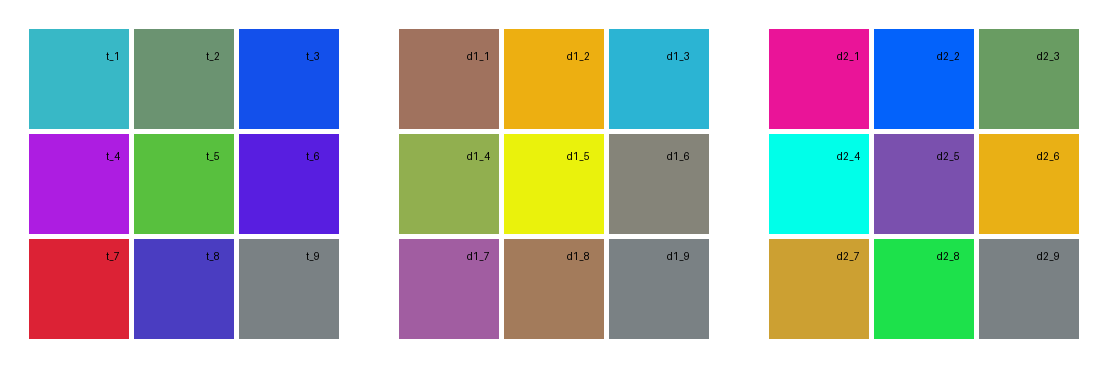 t_1 t_2 t_3 d1_1 d1_2 d1_3 d2_1 d2_2 d2_3
t_4 t_5 t_6 d1_4 d1_5 d1_6 d2_4 d2_5 d2_6
t_7 t_8 t_9 d1_7 d1_8 d1_9 d2_7 d2_8 d2_9